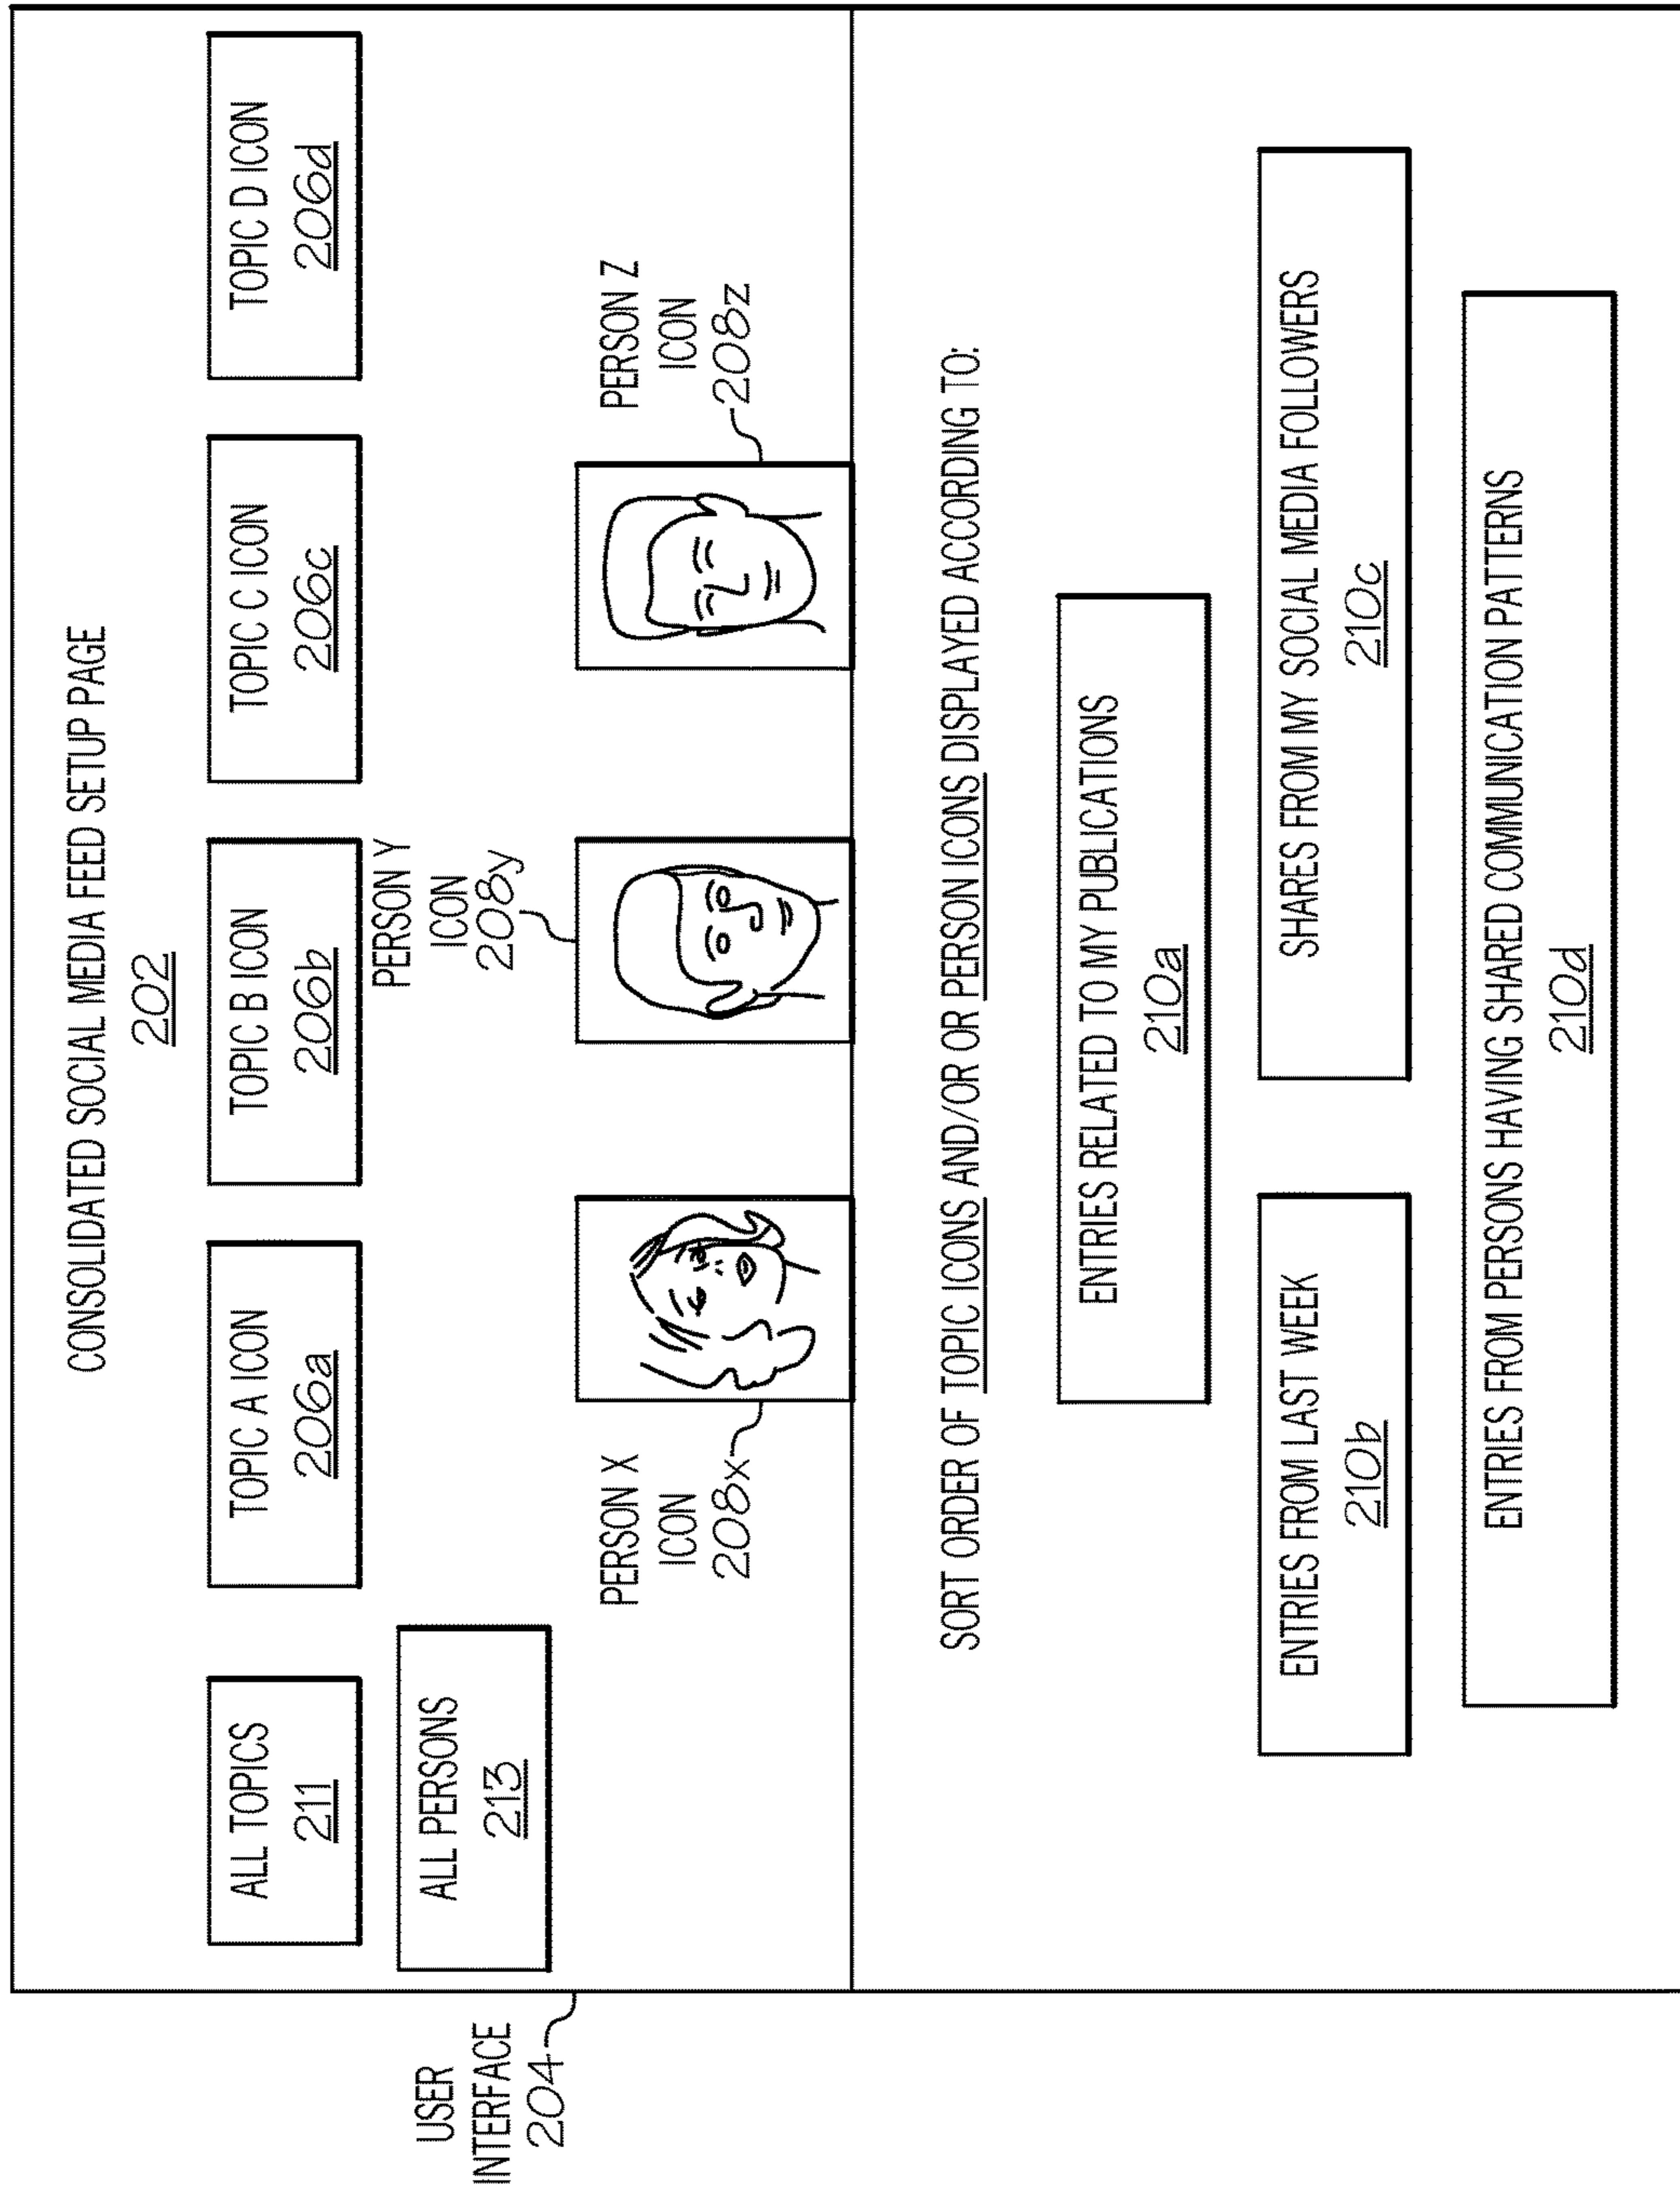 CONSOLIDATED SOCIAL MEDIA FEED SETUP PAGE
202
ALL TOPICS
211
TOPIC A ICON
206a
TOPIC B ICON
206b
TOPIC C ICON
206c
TOPIC D ICON
206d
ALL PERSONS
213
USER
INTERFACE
204
PERSON X
ICON
208x
PERSON Y
ICON
208y
PERSON Z
ICON
208z
SORT ORDER OF TOPIC ICONS AND/OR OR PERSON ICONS DISPLAYED ACCORDING TO:
ENTRIES RELATED TO MY PUBLICATIONS
210a
ENTRIES FROM LAST WEEK
210b
SHARES FROM MY SOCIAL MEDIA FOLLOWERS
210c
ENTRIES FROM PERSONS HAVING SHARED COMMUNICATION PATTERNS
210d